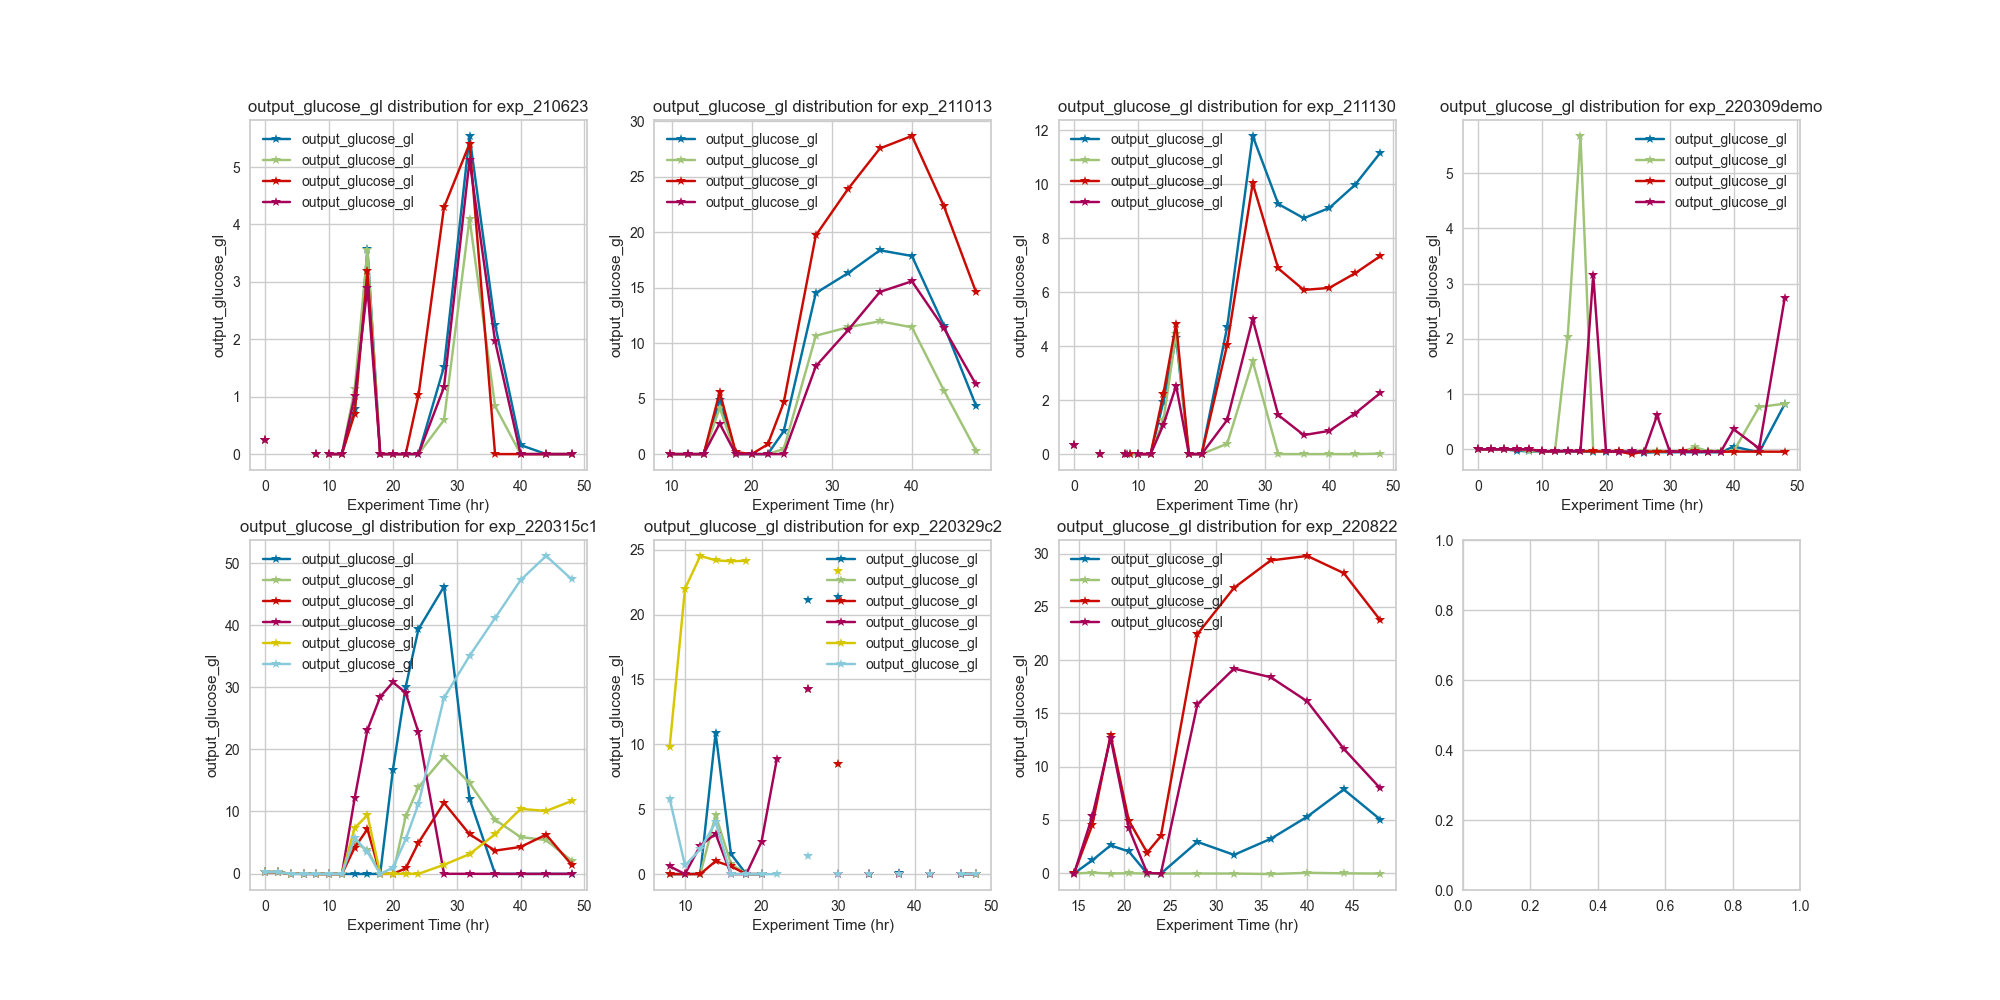 output_glucose_gl distribution for exp_210623
output_glucose_gl
5
4
3
2
1
0
0 10 20 30 40 50
Experiment Time (hr)
output_glucose_gl
output_glucose_gl
output_glucose_gl
output_glucose_gl
output_glucose_gl distribution for exp_211013
output_glucose_gl
30
25
20
15
10
5
0
10 20 30 40
Experiment Time (hr)
output_glucose_gl
output_glucose_gl
output_glucose_gl
output_glucose_gl
output_glucose_gl distribution for exp_211130
output_glucose_gl
12
10
8
6
4
2
0
0 10 20 30 40 50
Experiment Time (hr)
output_glucose_gl
output_glucose_gl
output_glucose_gl
output_glucose_gl
output_glucose_gl distribution for exp_220309demo
output_glucose_gl
5
4
3
2
1
0
0 10 20 30 40 50
Experiment Time (hr)
output_glucose_gl
output_glucose_gl
output_glucose_gl
output_glucose_gl
output_glucose_gl distribution for exp_220315c1
output_glucose_gl
50
40
30
20
10
0
0 10 20 30 40 50
Experiment Time (hr)
output_glucose_gl
output_glucose_gl
output_glucose_gl
output_glucose_gl
output_glucose_gl
output_glucose_gl
output_glucose_gl distribution for exp_220329c2
output_glucose_gl
25
20
15
10
5
0
10 20 30 40 50
Experiment Time (hr)
output_glucose_gl
output_glucose_gl
output_glucose_gl
output_glucose_gl
output_glucose_gl
output_glucose_gl
output_glucose_gl distribution for exp_220822
output_glucose_gl
30
25
20
15
10
5
0
15 20 25 30 35 40 45
Experiment Time (hr)
output_glucose_gl
output_glucose_gl
output_glucose_gl
output_glucose_gl
1.0
0.8
0.6
0.4
0.2
0.0
0.0 0.2 0.4 0.6 0.8 1.0